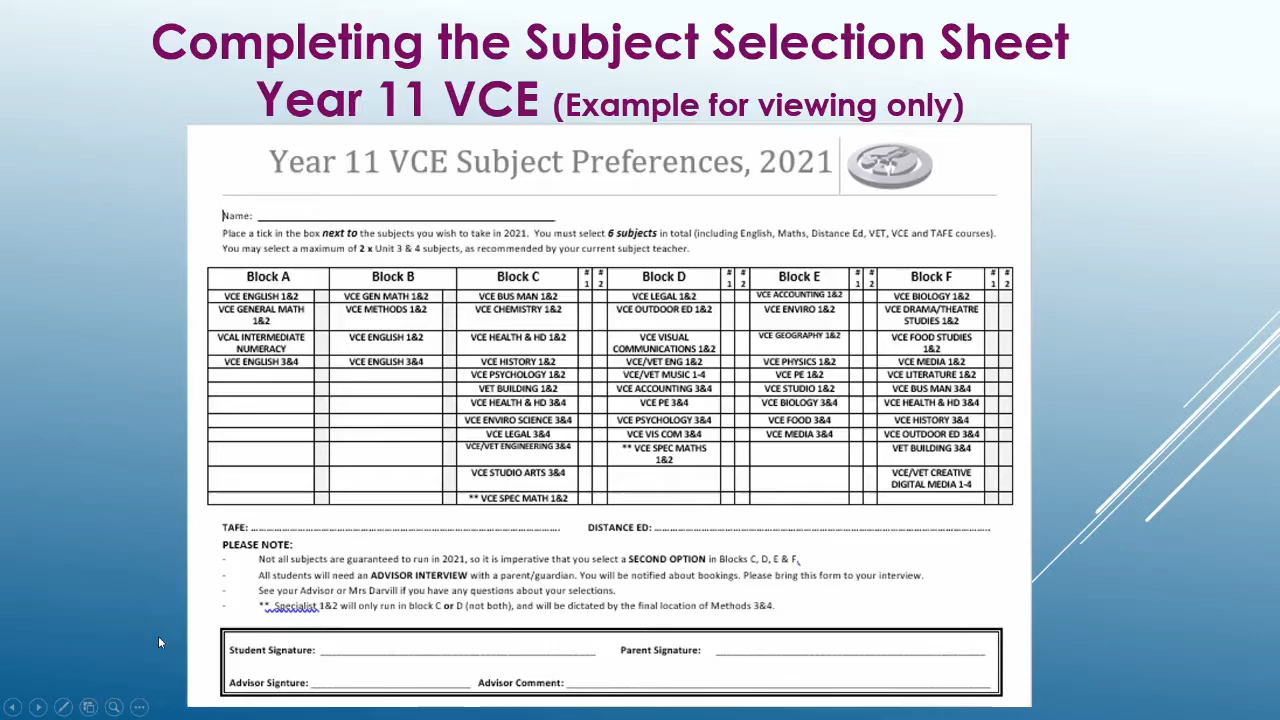 Completing the Subject Selection Sheet
Year 11 VCE (Example for viewing only)
Year 11 VCE Subject Preferences, 2021
Name: ____________________
Place a tick in the box next to the subjects you wish to take in 2021. You must select 6 subjects in total (including English, Maths, Distance Ed, VET, VCE and TAFE courses).
You may select a maximum of 2 x Unit 3 & 4 subjects, as recommended by your current subject teacher.
Block A Block B Block C # 1 # 2 Block D # 1 # 2 Block E # 1 # 2 Block F # 1 # 2
VCE ENGLISH 1&2 VCE GEN MATH 1&2 VCE BUS MAN 1&2 VCE LEGAL 1&2 VCE ACCOUNTING 1&2 VCE BIOLOGY 1&2
VCE GENERAL MATH 1&2 VCE METHODS 1&2 VCE CHEMISTRY 1&2 VCE OUTDOOR ED 1&2 VCE ENVIRO 1&2 VCE DRAMA/THEATRE STUDIES 1&2
VCAL INTERMEDIATE NUMERACY VCE ENGLISH 1&2 VCE HEALTH & HD 1&2 VCE VISUAL COMMUNICATIONS 1&2 VCE GEOGRAPHY 1&2 VCE FOOD STUDIES 1&2
VCE ENGLISH 3&4 VCE ENGLISH 3&4 VCE HISTORY 1&2 VCE/VET ENG 1&2 VCE PHYSICS 1&2 VCE MEDIA 1&2
VCE PSYCHOLOGY 1&2 VCE/VET MUSIC 1-4 VCE PE 1&2 VCE LITERATURE 1&2
VET BUILDING 1&2 VCE ACCOUNTING 3&4 VCE STUDIO 1&2 VCE BUS MAN 3&4
VCE HEALTH & HD 3&4 VCE PE 3&4 VCE BIOLOGY 3&4 VCE HEALTH & HD 3&4
VCE ENVIRO SCIENCE 3&4 VCE PSYCHOLOGY 3&4 VCE FOOD 3&4 VCE HISTORY 3&4
VCE LEGAL 3&4 VCE VIS COM 3&4 VCE MEDIA 3&4 VCE OUTDOOR ED 3&4
VCE/VET ENGINEERING 3&4 ** VCE SPEC MATHS 1&2 VET BUILDING 3&4
VCE STUDIO ARTS 3&4 VCE/VET CREATIVE DIGITAL MEDIA 1-4
** VCE SPEC MATH 1&2
TAFE: ........................................ DISTANCE ED: ........................................
PLEASE NOTE:
- Not all subjects are guaranteed to run in 2021, so it is imperative that you select a SECOND OPTION in Blocks C, D, E & F.
- All students will need an ADVISOR INTERVIEW with a parent/guardian. You will be notified about bookings. Please bring this form to your interview.
- See your Advisor or Mrs Darvill if you have any questions about your selections.
- ** Specialist 1&2 will only run in block C or D (not both), and will be dictated by the final location of Methods 3&4.
Student Signature: ____________________ Parent Signature: ____________________
Advisor Signture: ____________________ Advisor Comment: ____________________